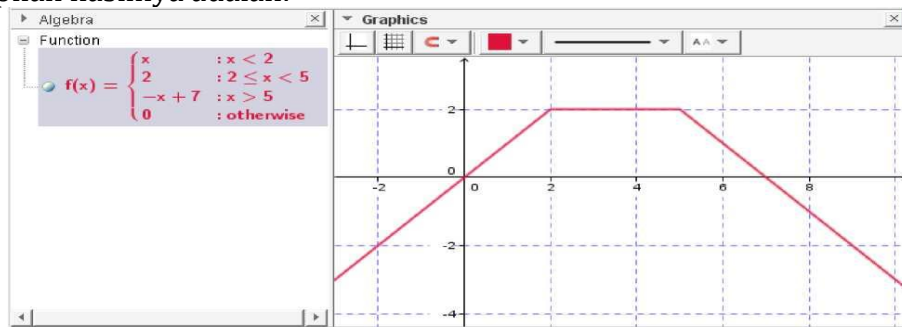 Algebra
Function
f(x) = { x : x < 2
2 : 2 ≤ x < 5
−x + 7 : x > 5
0 : otherwise
Graphics
AA
2
0
-2
-4
-2
0
2
4
6
8